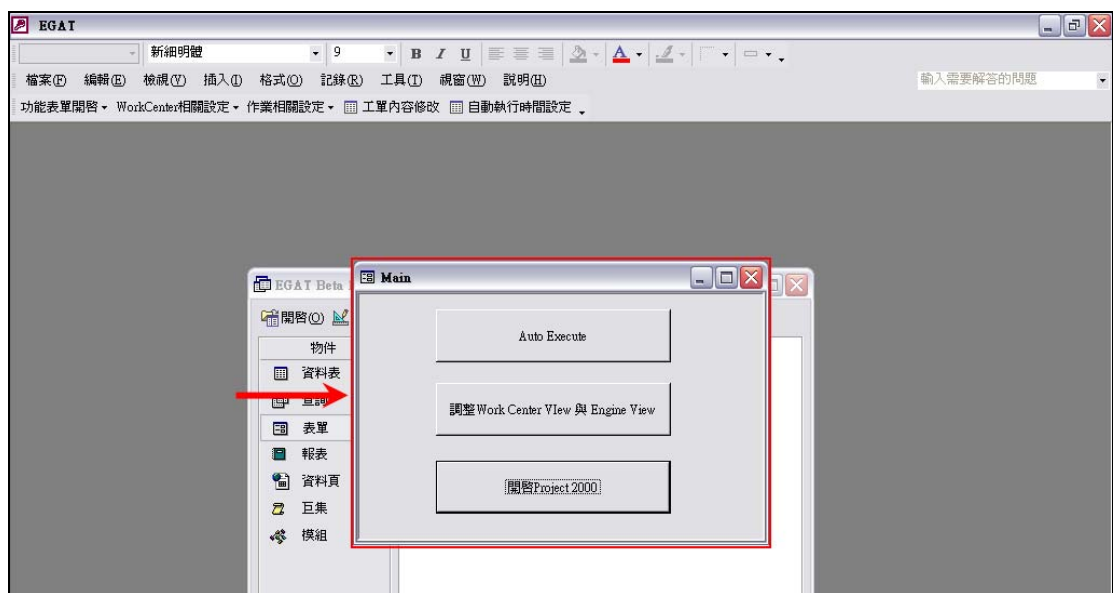 EGAT
新細明體 9 B I U A
檔案(F) 編輯(E) 檢視(V) 插入(I) 格式(O) 記錄(R) 工具(T) 視窗(W) 說明(H) 輸入需要解答的問題
功能表單開啓 WorkCenter相關設定 作業相關設定 工單內容修改 自動執行時間設定
EGAT Beta
Main
開啓(O)
物件
資料表
查詢
表單
報表
資料頁
巨集
模組
Auto Execute
調整Work Center VIew 與 Engine View
開啓Project 2000